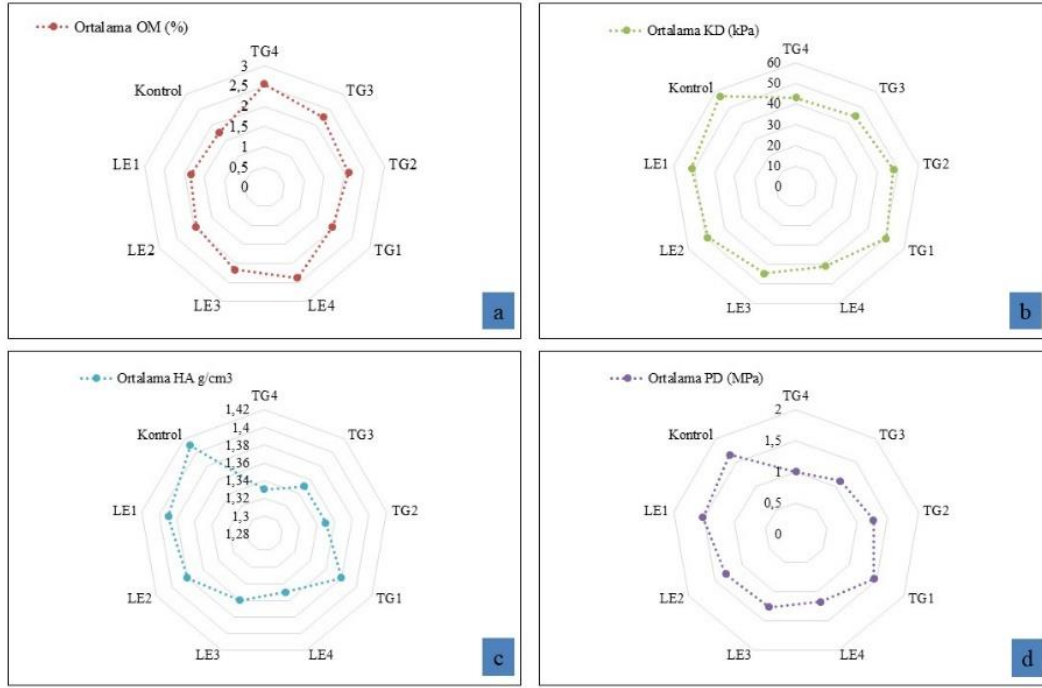 Ortalama OM (%)
TG4
3
2,5
2
1,5
1
0,5
0
TG3
TG2
TG1
LE4
LE3
LE2
LE1
Kontrol
a
Ortalama KD (kPa)
TG4
60
50
40
30
20
10
0
TG3
TG2
TG1
LE4
LE3
LE2
LE1
Kontrol
b
Ortalama HA g/cm3
TG4
1,42
1,4
1,38
1,36
1,34
1,32
1,3
1,28
TG3
TG2
TG1
LE4
LE3
LE2
LE1
Kontrol
c
Ortalama PD (MPa)
TG4
2
1,5
1
0,5
0
TG3
TG2
TG1
LE4
LE3
LE2
LE1
Kontrol
d